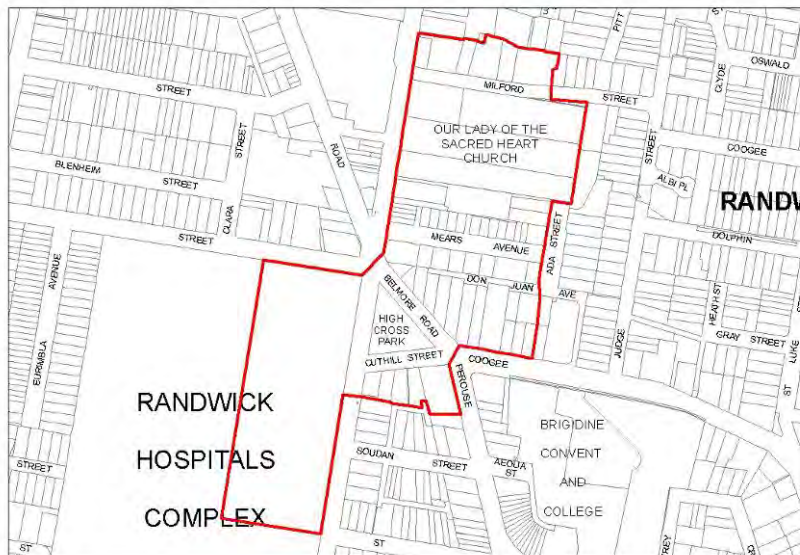 PITT
OSWALD
CLYDE
STREET
MILFORD
STREET
STREET
COOGEE
OUR LADY OF THE
SACRED HEART
CHURCH
ROAD
STREET
BLENHEIM
STREET
CLARA
STREET
ALBI PL
RANDW
MEARS
AVENUE
ADA STREET
DOLPHIN
DON
JUAN
AVE
BELMORE ROAD
HIGH
CROSS
PARK
CUTHILL STREET
COOGEE
PEROUSE
JUDGE
HEATH ST
GRAY STREET
LUKE
ST
AVENUE
EURIMBLA
RANDWICK
HOSPITALS
COMPLEX
STREET
ST
SOUDAN
STREET
AEOLIA
ST
BRIGIDINE
CONVENT
AND
COLLEGE
ST